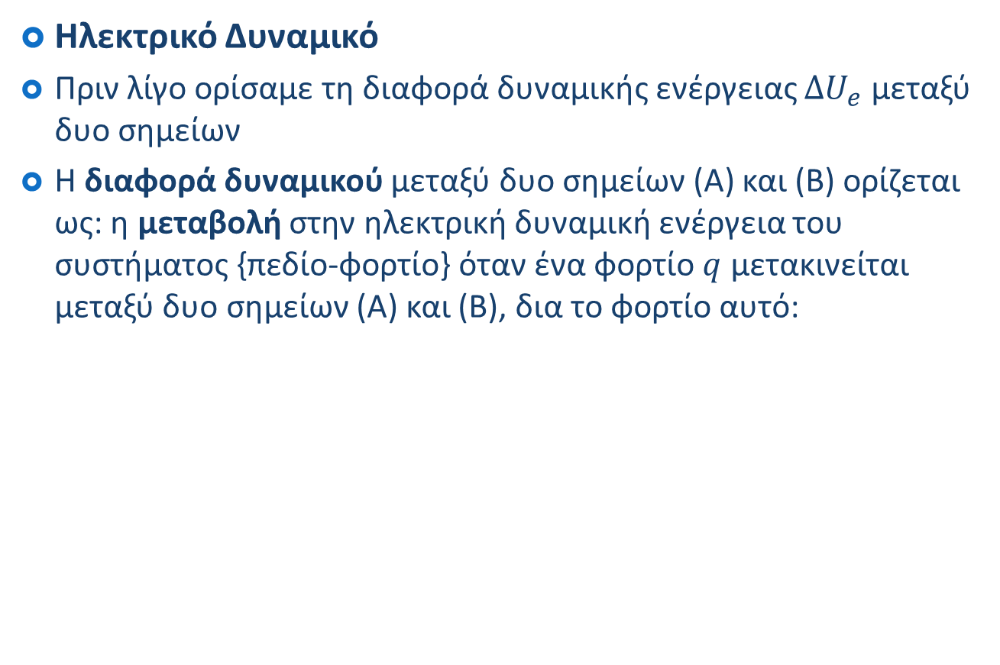 Ηλεκτρικό Δυναμικό
Πριν λίγο ορίσαμε τη διαφορά δυναμικής ενέργειας Δ𝑈ₑ μεταξύ
δυο σημείων
Η διαφορά δυναμικού μεταξύ δυο σημείων (Α) και (Β) ορίζεται
ως: η μεταβολή στην ηλεκτρική δυναμική ενέργεια του
συστήματος {πεδίο-φορτίο} όταν ένα φορτίο 𝑞 μετακινείται
μεταξύ δυο σημείων (Α) και (Β), δια το φορτίο αυτό: